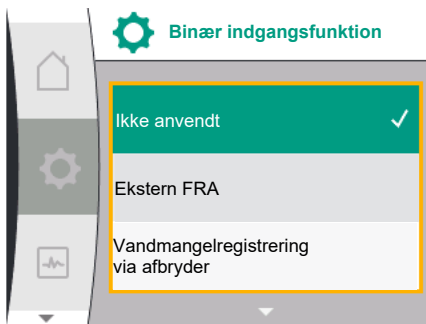 Binær indgangsfunktion
Ikke anvendt
Ekstern FRA
Vandmangelregistrering
via afbryder